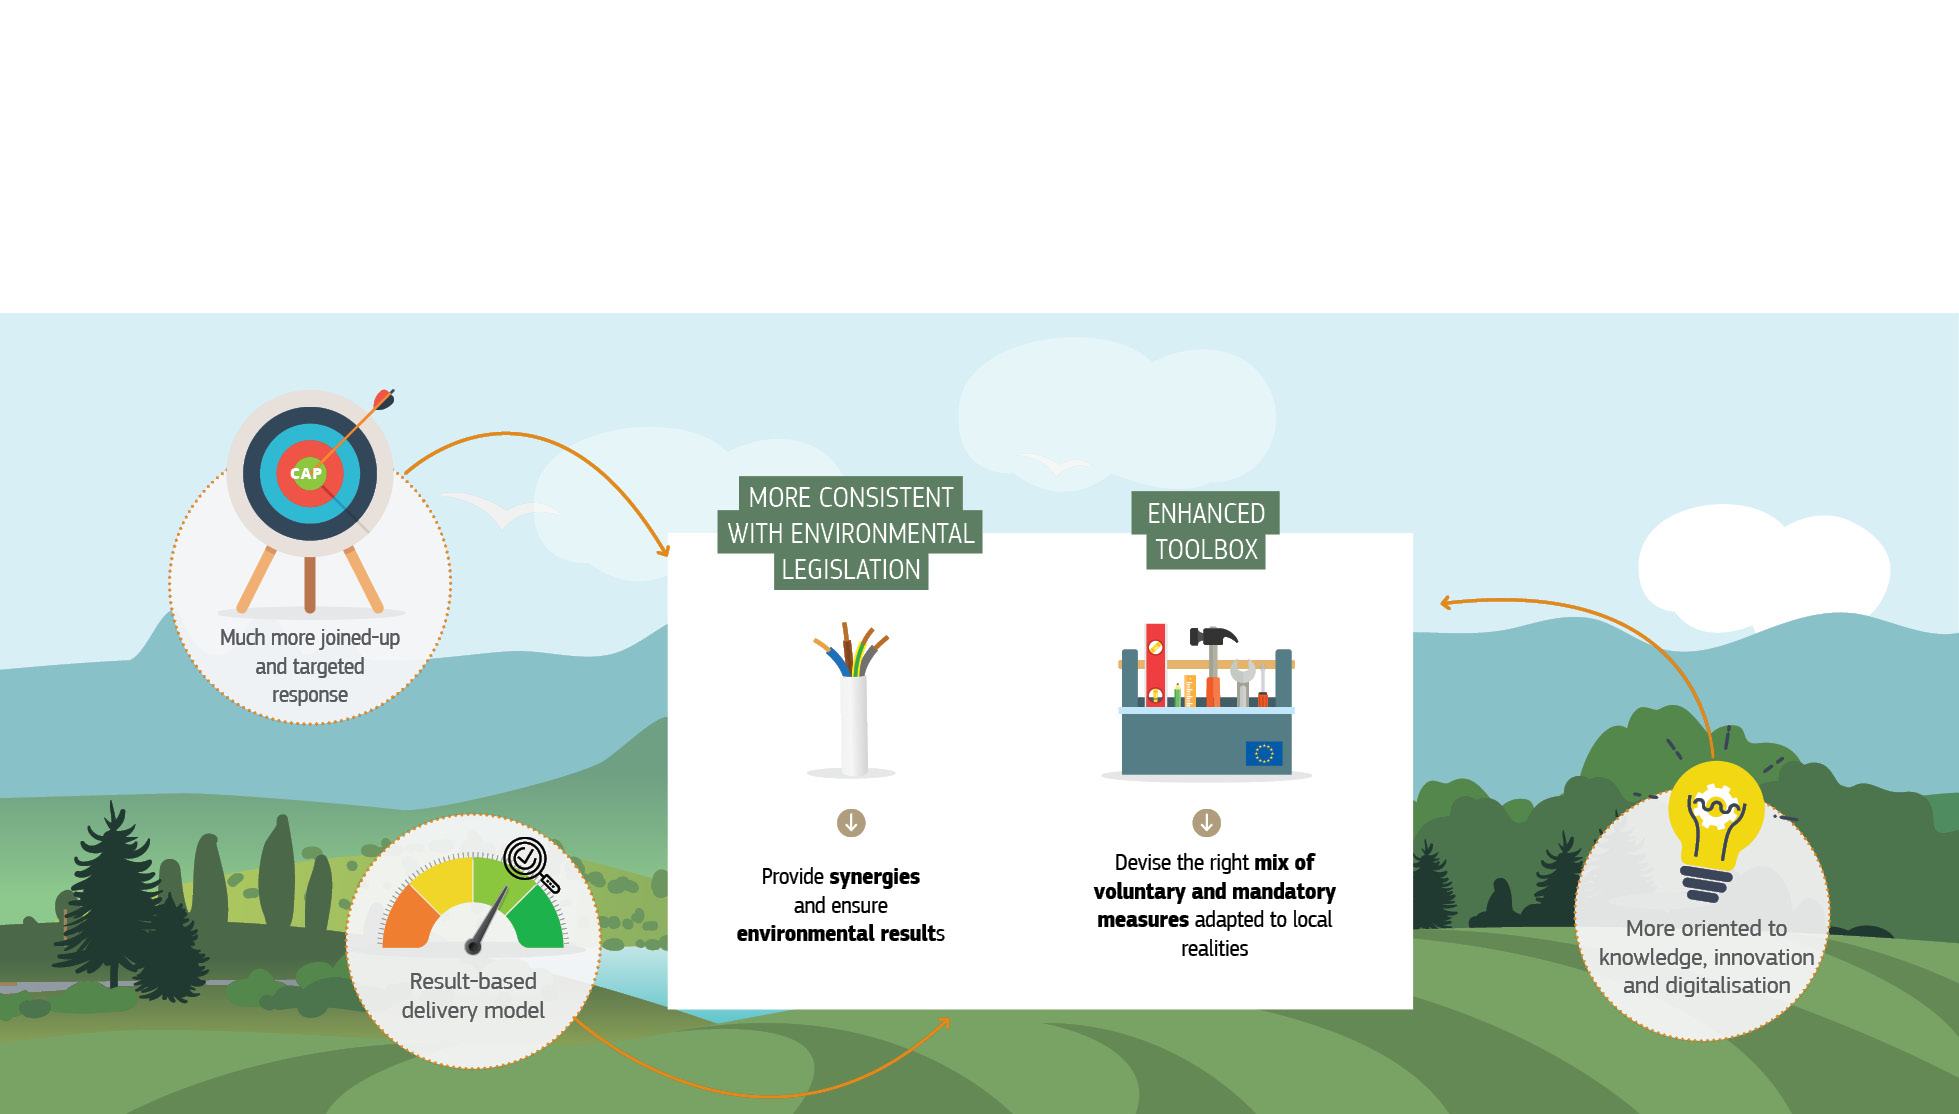 CAP
Much more joined-up
and targeted
response
MORE CONSISTENT
WITH ENVIRONMENTAL
LEGISLATION
Provide synergies
and ensure
environmental results
ENHANCED
TOOLBOX
Devise the right mix of
voluntary and mandatory
measures adapted to local
realities
Result-based
delivery model
More oriented to
knowledge, innovation
and digitalisation